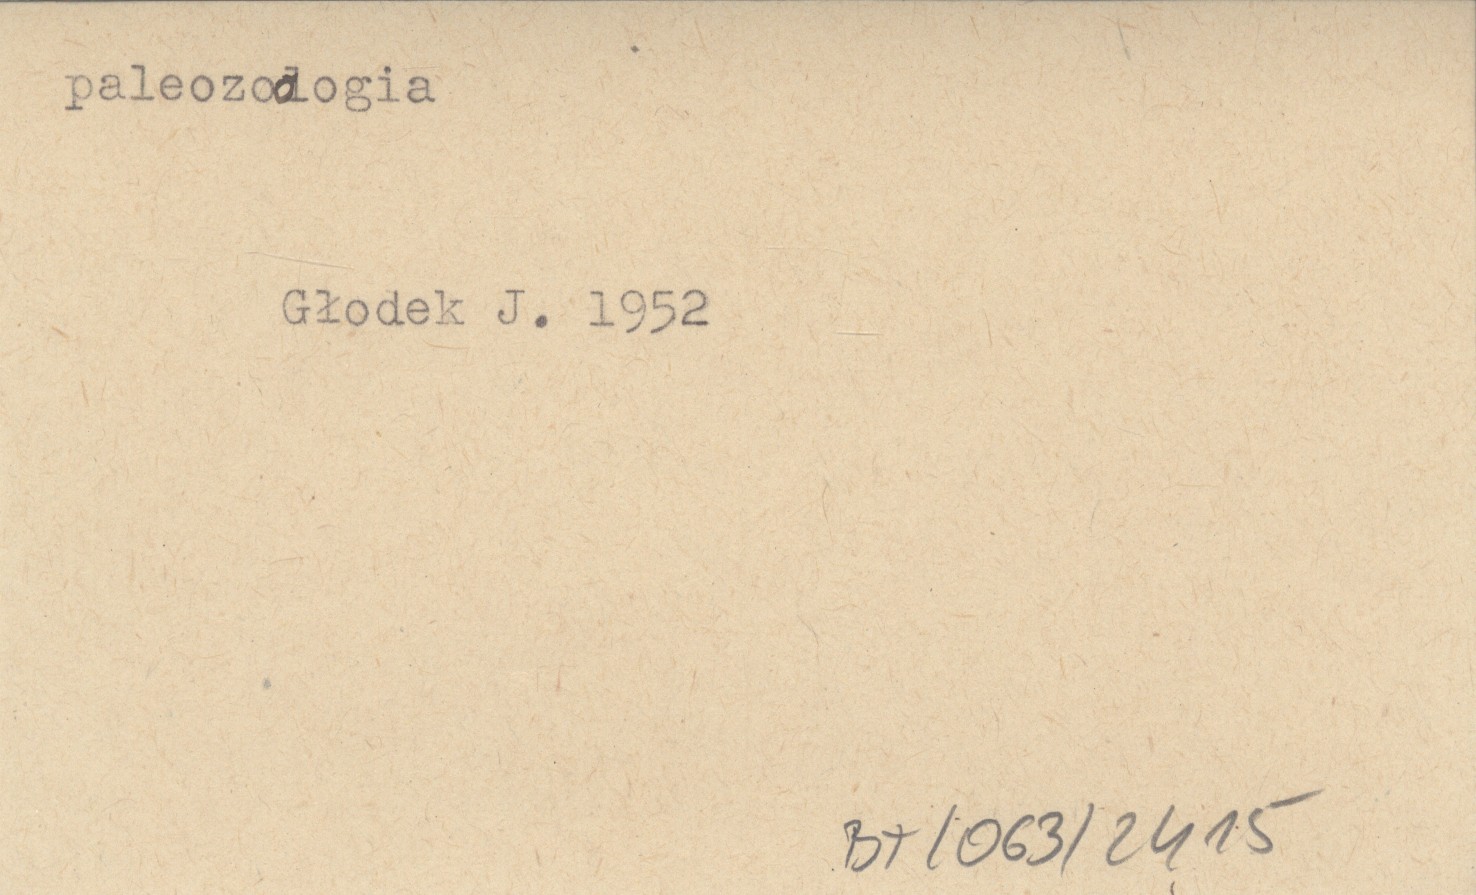 paleozoologia
Głodek J. 1952
BT/063/2415